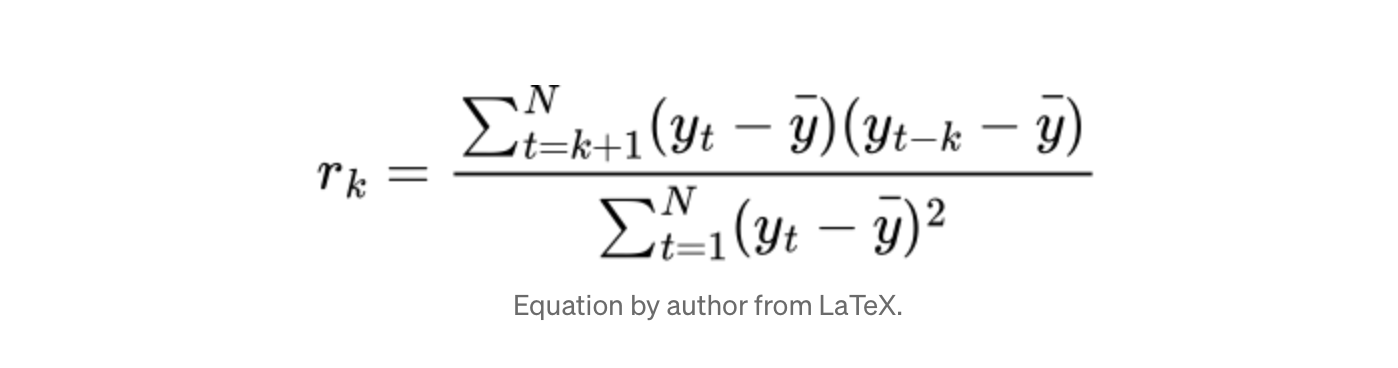 r_k = \frac{\sum_{t=k+1}^{N}(y_t - \bar{y})(y_{t-k} - \bar{y})}{\sum_{t=1}^{N}(y_t - \bar{y})^2}
Equation by author from LaTeX.